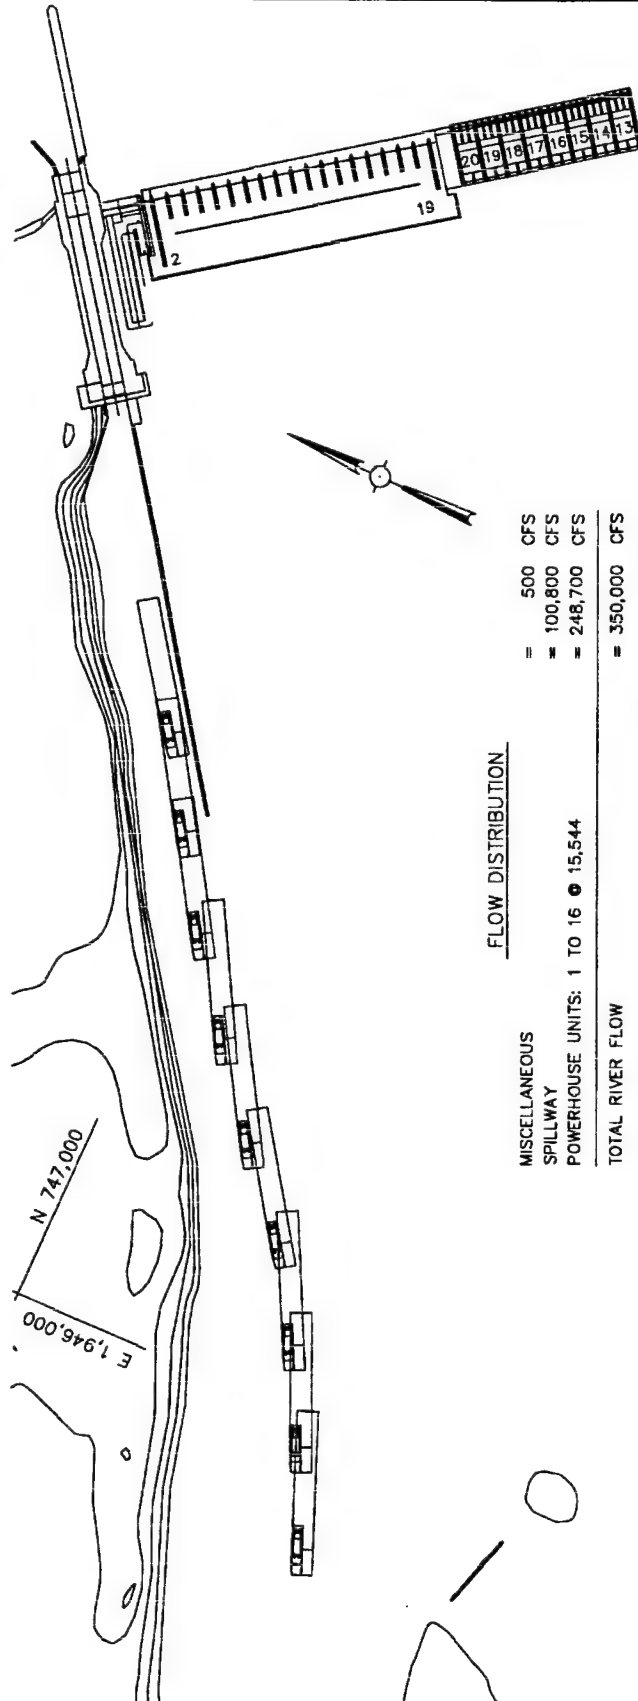 20 19 18 17 16 15 14 13
2
19
N 747,000
E 1,946,000
FLOW DISTRIBUTION
MISCELLANEOUS = 500 CFS
SPILLWAY = 100,800 CFS
POWERHOUSE UNITS: 1 TO 16 @ 15,544 = 248,700 CFS
TOTAL RIVER FLOW = 350,000 CFS